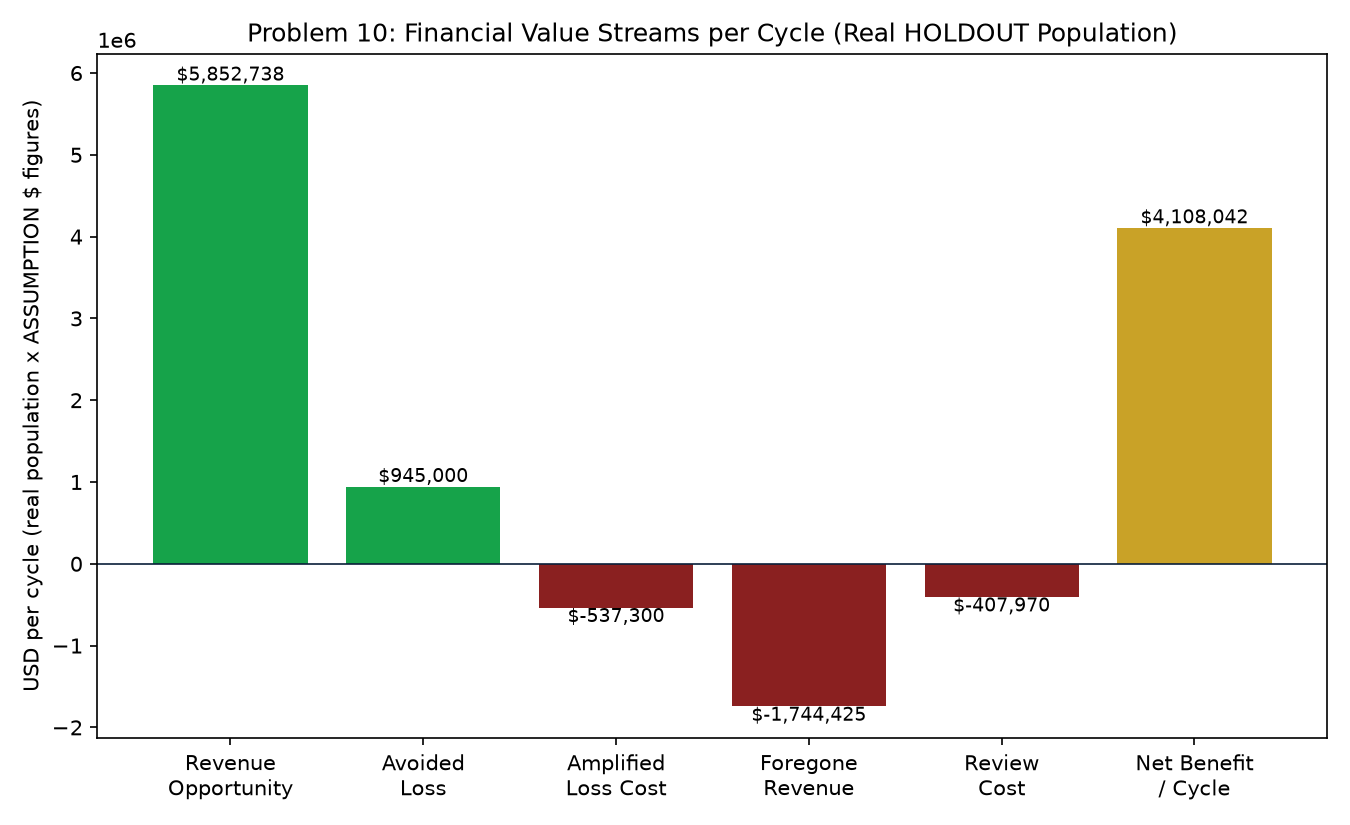 Problem 10: Financial Value Streams per Cycle (Real HOLDOUT Population)
1e6
USD per cycle (real population x ASSUMPTION $ figures)
6
5
4
3
2
1
0
−1
−2
$5,852,738
$945,000
$-537,300
$-1,744,425
$-407,970
$4,108,042
Revenue
Opportunity
Avoided
Loss
Amplified
Loss Cost
Foregone
Revenue
Review
Cost
Net Benefit
/ Cycle